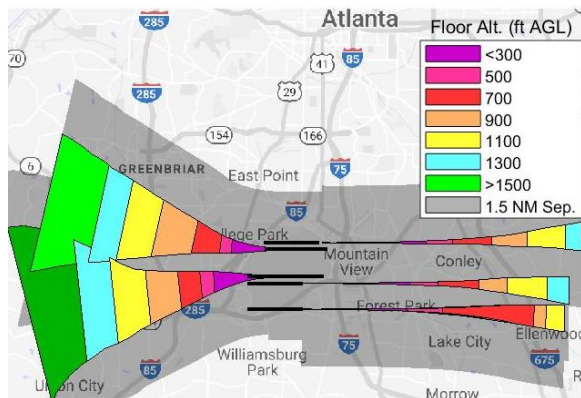 285
Atlanta
Floor Alt. (ft AGL)
<300
500
700
900
1100
1300
>1500
1.5 NM Sep.
70
41
85
29
285
154
166
6
GREENBRIAR
East Point
75
85
llege Park
Mountain
View
Conley
285
Forest Park
Ellenwood
Lake City
Williamsburg
Park
75
675
85
Morrow